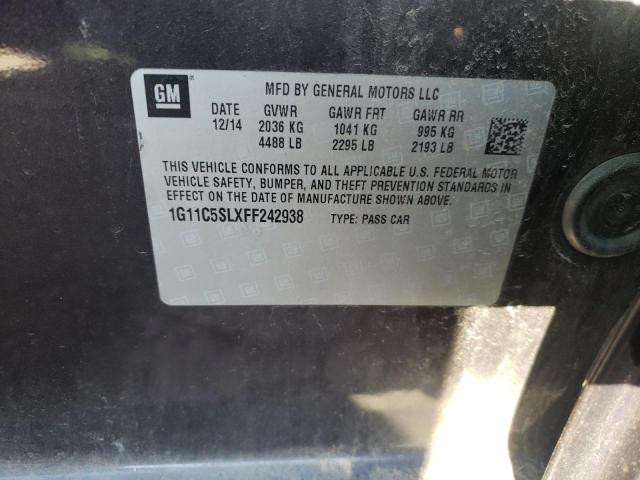 GM
MFD BY GENERAL MOTORS LLC
DATE GVWR GAWR FRT GAWR RR
12/14 2036 KG 1041 KG 995 KG
4488 LB 2295 LB 2193 LB
THIS VEHICLE CONFORMS TO ALL APPLICABLE U.S. FEDERAL MOTOR
VEHICLE SAFETY, BUMPER, AND THEFT PREVENTION STANDARDS IN
EFFECT ON THE DATE OF MANUFACTURE SHOWN ABOVE.
1G11C5SLXFF242938 TYPE: PASS CAR